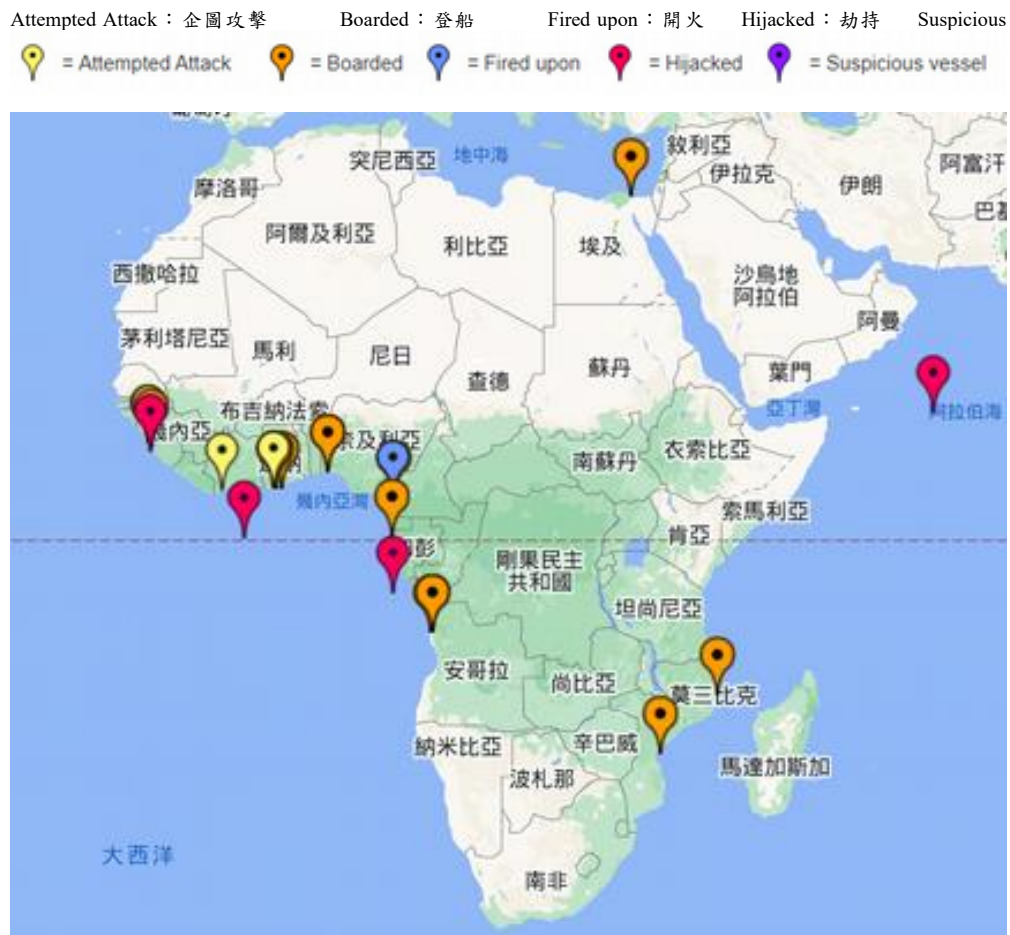 Attempted Attack：企圖攻擊 Boarded：登船 Fired upon：開火 Hijacked：劫持 Suspicious
= Attempted Attack = Boarded = Fired upon = Hijacked = Suspicious vessel
突尼西亞 地中海 敘利亞
摩洛哥 伊拉克 伊朗 阿富汗
阿爾及利亞 利比亞 埃及
西撒哈拉 沙烏地
阿拉伯
茅利塔尼亞 馬利 尼日 查德 蘇丹 阿曼
葉門
布吉納法索 奈及利亞 亞丁灣 阿拉伯海
幾內亞 南蘇丹 衣索比亞
幾內亞灣 索馬利亞
肯亞
剛果民主
共和國
坦尚尼亞
安哥拉 尚比亞 莫三比克
納米比亞 辛巴威 馬達加斯加
波札那
大西洋
南非